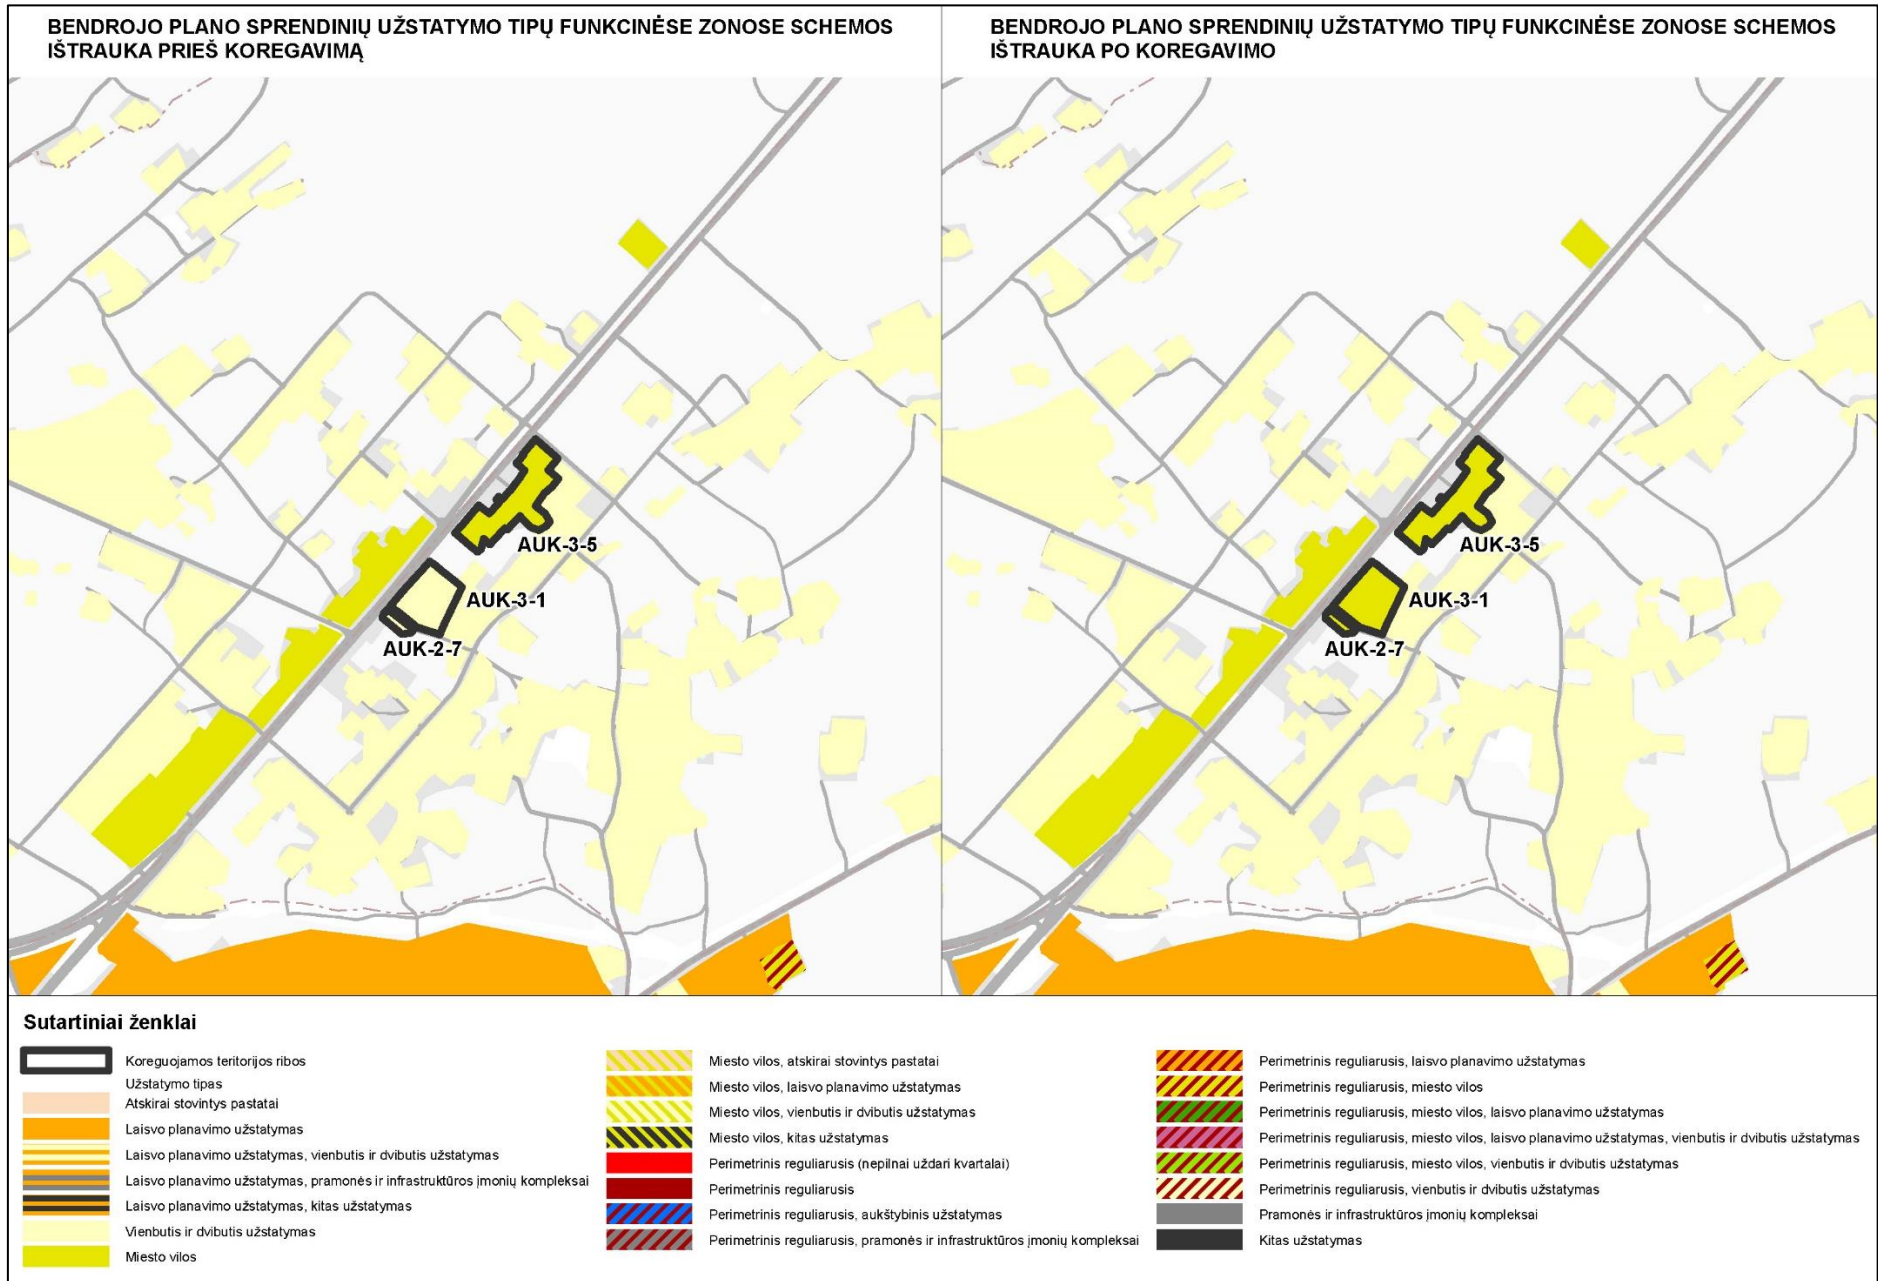 BENDROJO PLANO SPRENDINIŲ UŽSTATYMO TIPŲ FUNKCINĖSE ZONOSE SCHEMOS
IŠTRAUKA PRIEŠ KOREGAVIMĄ
BENDROJO PLANO SPRENDINIŲ UŽSTATYMO TIPŲ FUNKCINĖSE ZONOSE SCHEMOS
IŠTRAUKA PO KOREGAVIMO
AUK-3-5
AUK-3-1
AUK-2-7
AUK-3-5
AUK-3-1
AUK-2-7
Sutartiniai ženklai
Koreguojamos teritorijos ribos
Užstatymo tipas
Atskirai stovintys pastatai
Laisvo planavimo užstatymas
Laisvo planavimo užstatymas, vienbutis ir dvibutis užstatymas
Laisvo planavimo užstatymas, pramonės ir infrastruktūros įmonių kompleksai
Laisvo planavimo užstatymas, kitas užstatymas
Vienbutis ir dvibutis užstatymas
Miesto vilos
Miesto vilos, atskirai stovintys pastatai
Miesto vilos, laisvo planavimo užstatymas
Miesto vilos, vienbutis ir dvibutis užstatymas
Miesto vilos, kitas užstatymas
Perimetrinis reguliarusis (nepilnai uždari kvartalai)
Perimetrinis reguliarusis
Perimetrinis reguliarusis, aukštybinis užstatymas
Perimetrinis reguliarusis, pramonės ir infrastruktūros įmonių kompleksai
Perimetrinis reguliarusis, laisvo planavimo užstatymas
Perimetrinis reguliarusis, miesto vilos
Perimetrinis reguliarusis, miesto vilos, laisvo planavimo užstatymas
Perimetrinis reguliarusis, miesto vilos, laisvo planavimo užstatymas, vienbutis ir dvibutis užstatymas
Perimetrinis reguliarusis, miesto vilos, vienbutis ir dvibutis užstatymas
Perimetrinis reguliarusis, vienbutis ir dvibutis užstatymas
Pramonės ir infrastruktūros įmonių kompleksai
Kitas užstatymas